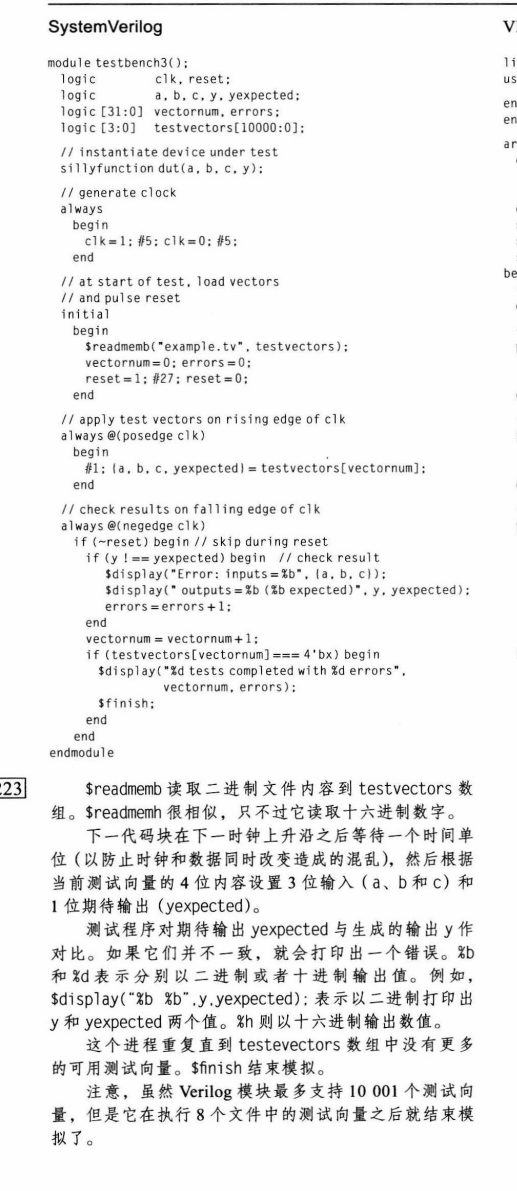 SystemVerilog
module testbench3();
logic clk, reset;
logic a, b, c, y, yexpected;
logic [31:0] vectornum, errors;
logic [3:0] testvectors[10000:0];
// instantiate device under test
sillyfunction dut(a, b, c, y);
// generate clock
always
begin
clk=1; #5; clk=0; #5;
end
// at start of test, load vectors
// and pulse reset
initial
begin
$readmemb("example.tv", testvectors);
vectornum=0; errors=0;
reset=1; #27; reset=0;
end
// apply test vectors on rising edge of clk
always @(posedge clk)
begin
#1; {a, b, c, yexpected} = testvectors[vectornum];
end
// check results on falling edge of clk
always @(negedge clk)
if (~reset) begin // skip during reset
if (y !== yexpected) begin // check result
$display("Error: inputs=%b", {a, b, c});
$display(" outputs=%b (%b expected)", y, yexpected);
errors=errors+1;
end
vectornum = vectornum+1;
if (testvectors[vectornum] === 4'bx) begin
$display("%d tests completed with %d errors",
vectornum, errors);
$finish;
end
end
endmodule
223
$readmemb 读取二进制文件内容到 testvectors 数
组。$readmemh 很相似，只不过它读取十六进制数字。
下一代码块在下一时钟上升沿之后等待一个时间单
位（以防止时钟和数据同时改变造成的混乱），然后根据
当前测试向量的 4 位内容设置 3 位输入（a、b 和 c）和
1 位期待输出（yexpected）。
测试程序对期待输出 yexpected 与生成的输出 y 作
对比。如果它们并不一致，就会打印出一个错误。%b
和 %d 表示分别以二进制或者十进制输出值。例如，
$display("%b %b",y,yexpected); 表示以二进制打印出
y 和 yexpected 两个值。%h 则以十六进制输出数值。
这个进程重复直到 testevectors 数组中没有更多
的可用测试向量。$finish 结束模拟。
注意，虽然 Verilog 模块最多支持 10 001 个测试向
量，但是它在执行 8 个文件中的测试向量之后就结束模
拟了。
V
li
us
en
en
ar
be